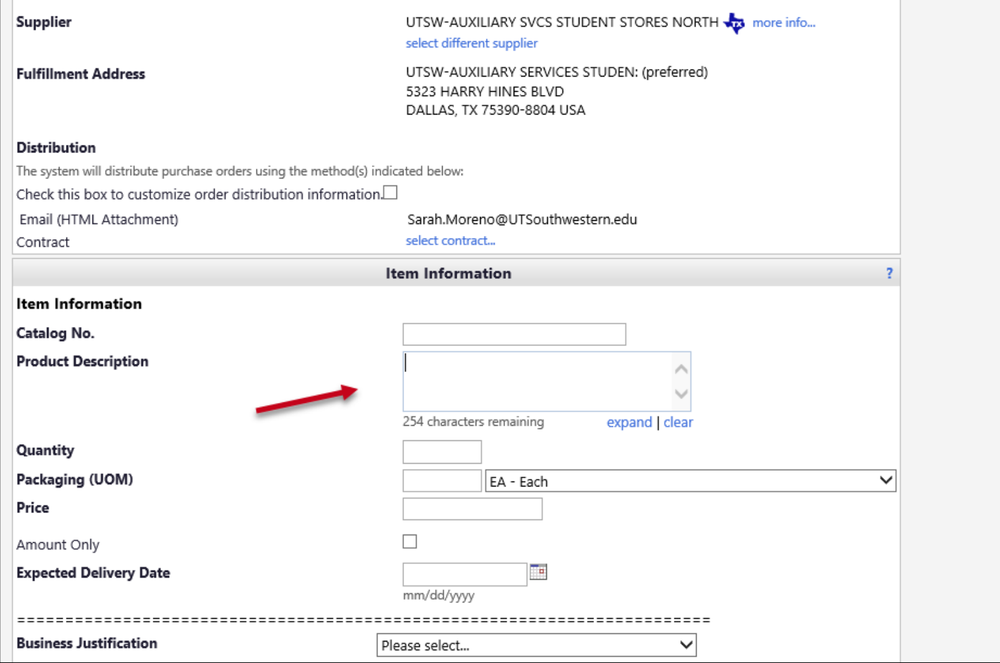 Supplier UTSW-AUXILIARY SVCS STUDENT STORES NORTH TX more info...
select different supplier
Fulfillment Address UTSW-AUXILIARY SERVICES STUDEN: (preferred)
5323 HARRY HINES BLVD
DALLAS, TX 75390-8804 USA
Distribution
The system will distribute purchase orders using the method(s) indicated below:
Check this box to customize order distribution information.
Email (HTML Attachment) Sarah.Moreno@UTSouthwestern.edu
Contract select contract...
Item Information ?
Item Information
Catalog No.
Product Description
254 characters remaining expand | clear
Quantity
Packaging (UOM) EA - Each
Price
Amount Only
Expected Delivery Date
mm/dd/yyyy
========================================================================
Business Justification Please select...